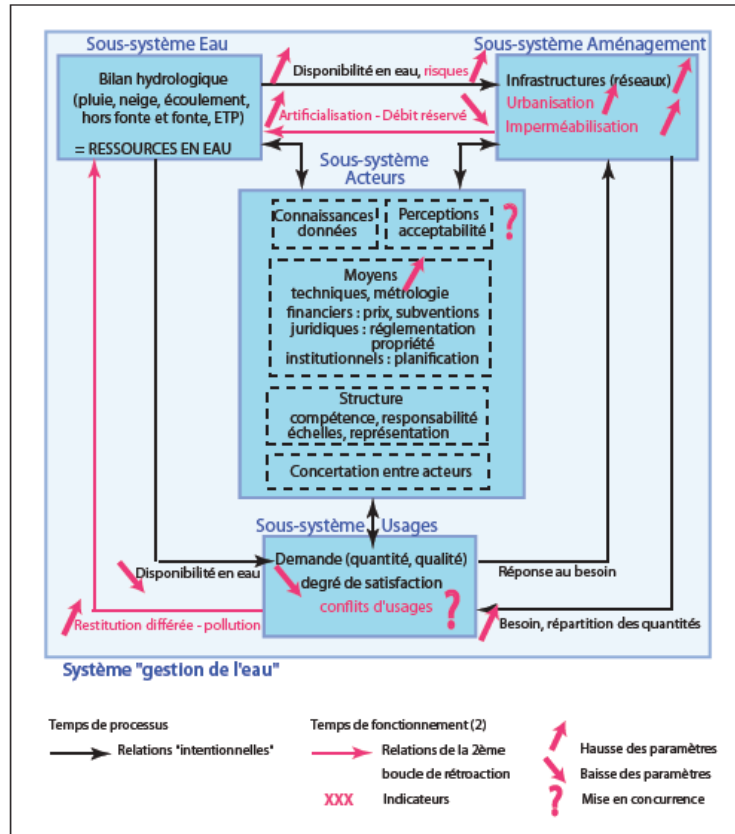 Sous-système Eau
Sous-système Aménagement
Bilan hydrologique
(pluie, neige, écoulement,
hors fonte et fonte, ETP)
= RESSOURCES EN EAU
Disponibilité en eau, risques
Artificialisation - Débit réservé
Infrastructures (réseaux)
Urbanisation
Imperméabilisation
Sous-système
Acteurs
Connaissances
données
Perceptions
acceptabilité
?
Moyens
techniques, métrologie
financiers : prix, subventions
juridiques : réglementation
propriété
institutionnels : planification
Structure
compétence, responsabilité
échelles, représentation
Concertation entre acteurs
Sous-système Usages
Demande (quantité, qualité)
degré de satisfaction
conflits d'usages ?
Disponibilité en eau
Réponse au besoin
Restitution différée - pollution
Besoin, répartition des quantités
Système "gestion de l'eau"
Temps de processus
Relations "intentionnelles"
Temps de fonctionnement (2)
Relations de la 2ème
boucle de rétroaction
XXX Indicateurs
Hausse des paramètres
Baisse des paramètres
? Mise en concurrence